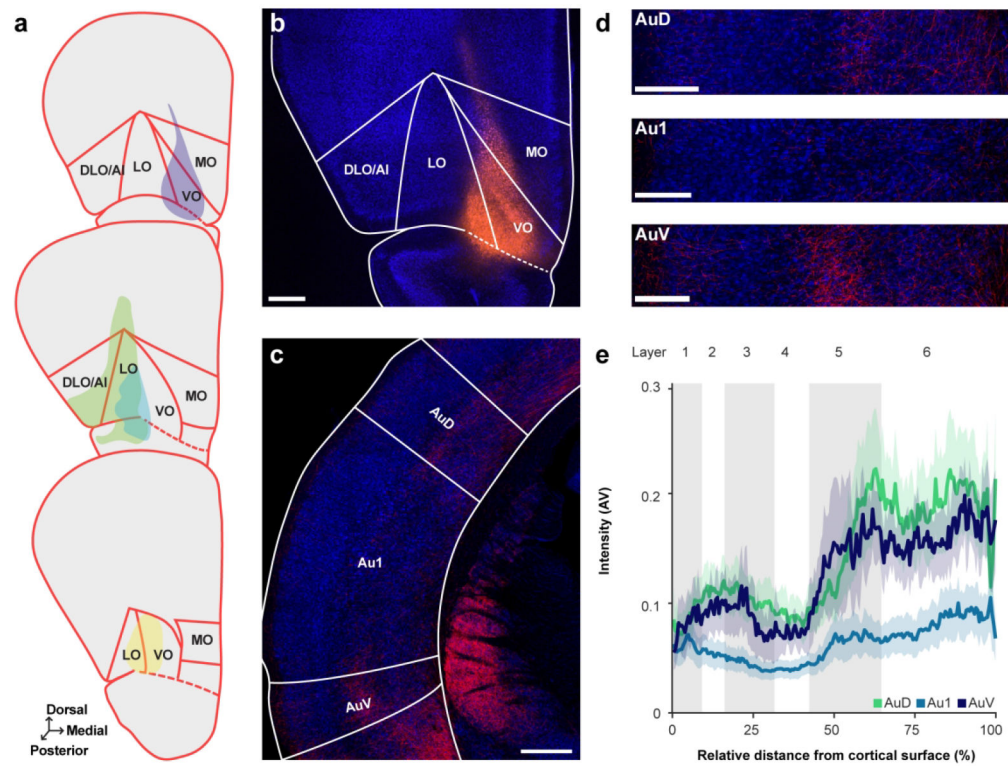 a
DLO/AI LO MO
VO
DLO/AI LO
VO MO
LO VO MO
Dorsal
Medial
Posterior
b
DLO/AI LO MO
VO
c
AuD
Au1
AuV
d
AuD
Au1
AuV
e
Layer 1 2 3 4 5 6
0.3
0.2
0.1
0
Intensity (AV)
AuD Au1 AuV
0 25 50 75 100
Relative distance from cortical surface (%)